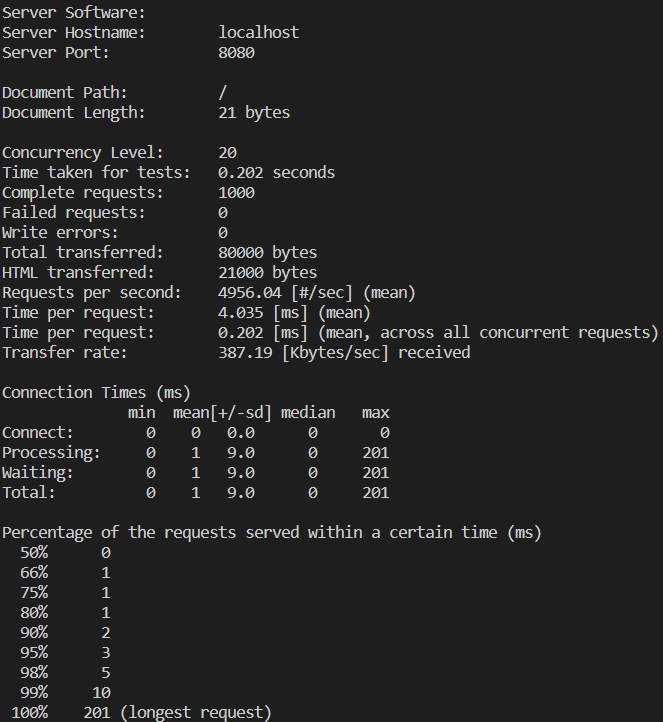 Server Software:
Server Hostname:        localhost
Server Port:            8080

Document Path:          /
Document Length:        21 bytes

Concurrency Level:      20
Time taken for tests:   0.202 seconds
Complete requests:      1000
Failed requests:        0
Write errors:           0
Total transferred:      80000 bytes
HTML transferred:       21000 bytes
Requests per second:    4956.04 [#/sec] (mean)
Time per request:       4.035 [ms] (mean)
Time per request:       0.202 [ms] (mean, across all concurrent requests)
Transfer rate:          387.19 [Kbytes/sec] received

Connection Times (ms)
              min  mean[+/-sd] median   max
Connect:        0    0   0.0      0       0
Processing:     0    1   9.0      0     201
Waiting:        0    1   9.0      0     201
Total:          0    1   9.0      0     201

Percentage of the requests served within a certain time (ms)
  50%      0
  66%      1
  75%      1
  80%      1
  90%      2
  95%      3
  98%      5
  99%     10
 100%    201 (longest request)